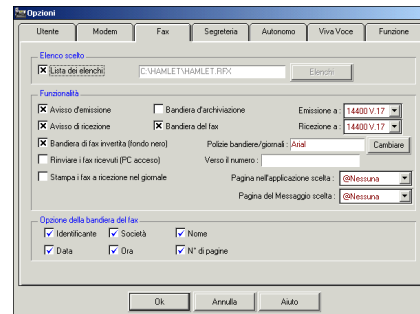 Opzioni
Utente Modem Fax Segreteria Autonomo Viva Voce Funzione
Elenco scelto
Lista dei elenchi C:\HAMLET\HAMLET.RFX Elenchi
Funzionalità
Avisso d'emissione Bandiera d'archiviazione Emissione a : 14400 V.17
Avisso di ricezione Bandiera del fax Ricezione a : 14400 V.17
Bandiera di fax invertita (fondo nero) Polizie bandiere/giornali : Arial Cambiare
Rinviare i fax ricevuti (PC acceso) Verso il numero :
Stampa i fax a ricezione nel giornale Pagina nell'applicazione scelta : @Nessuna
Pagina del Messaggio scelta : @Nessuna
Opzione della bandiera del fax
Identificante Società Nome
Data Ora N° di pagine
Ok Annulla Aiuto